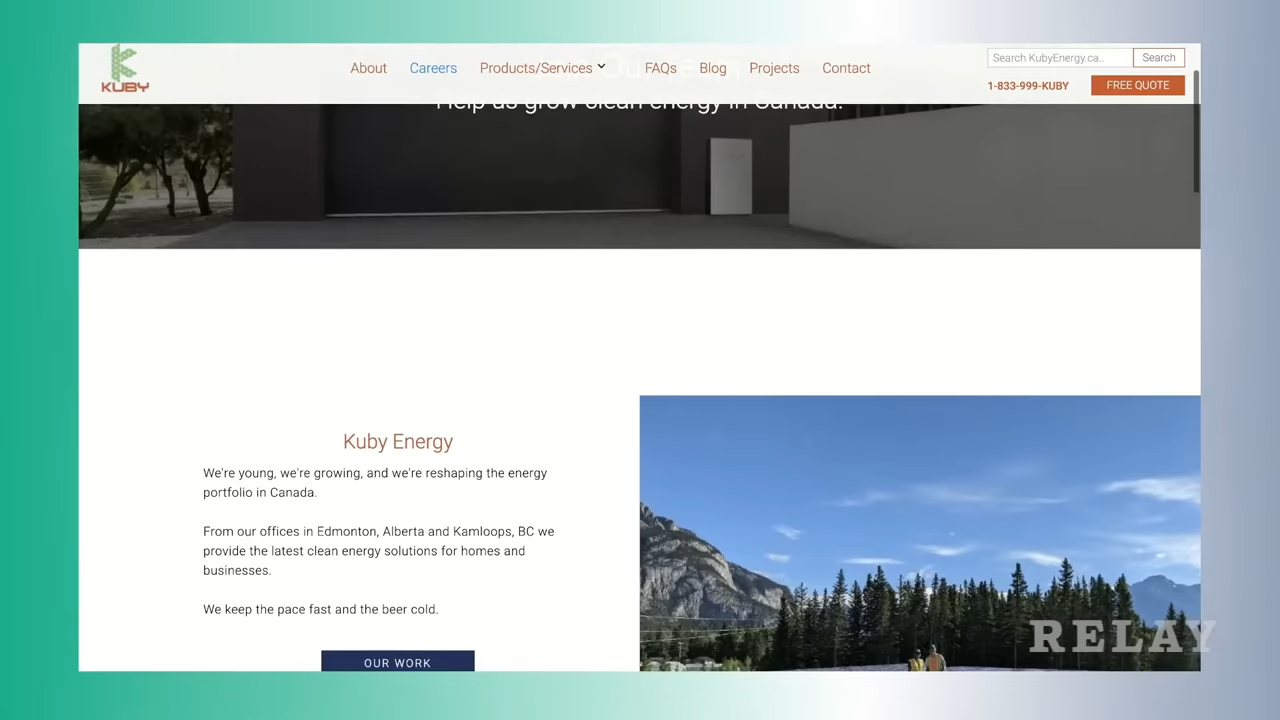 KUBY
About Careers Products/Services FAQs Blog Projects Contact
Search KubyEnergy.ca.. Search
1-833-999-KUBY FREE QUOTE
Help us grow clean energy in Canada.
Kuby Energy
We're young, we're growing, and we're reshaping the energy
portfolio in Canada.
From our offices in Edmonton, Alberta and Kamloops, BC we
provide the latest clean energy solutions for homes and
businesses.
We keep the pace fast and the beer cold.
OUR WORK
RELAY